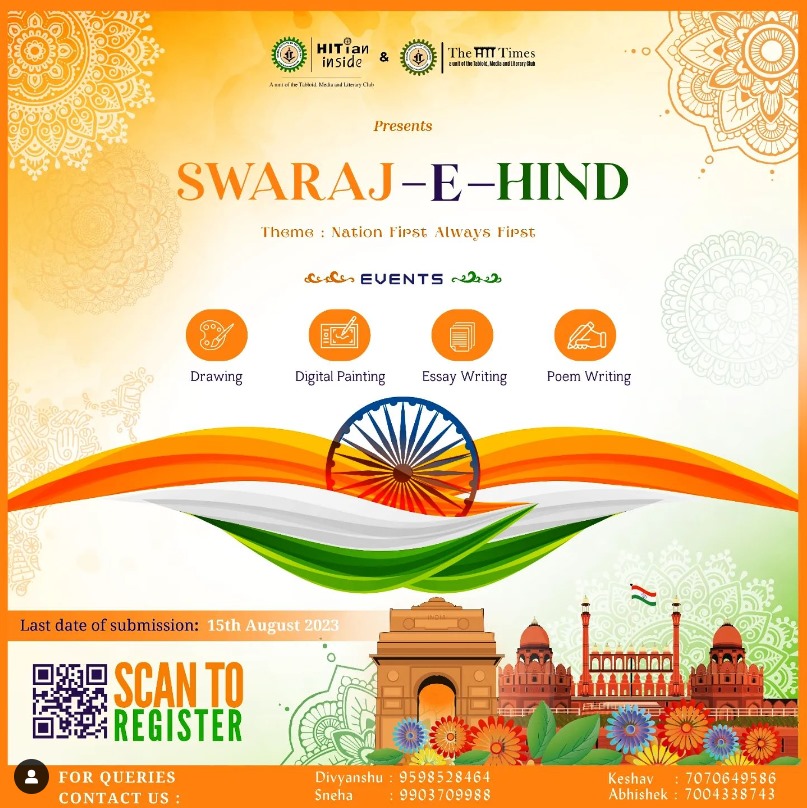 HITian inside
A unit of the Tabloid, Media and Literary Club
&
The HIT Times
a unit of the Tabloid, Media and Literary Club
Presents
SWARAJ-E-HIND
Theme : Nation First Always First
EVENTS
Drawing Digital Painting Essay Writing Poem Writing
INDIA
Last date of submission: 15th August 2023
SCAN TO
REGISTER
FOR QUERIES
CONTACT US :
Divyanshu : 9598528464
Sneha : 9903709988
Keshav : 7070649586
Abhishek : 7004338743